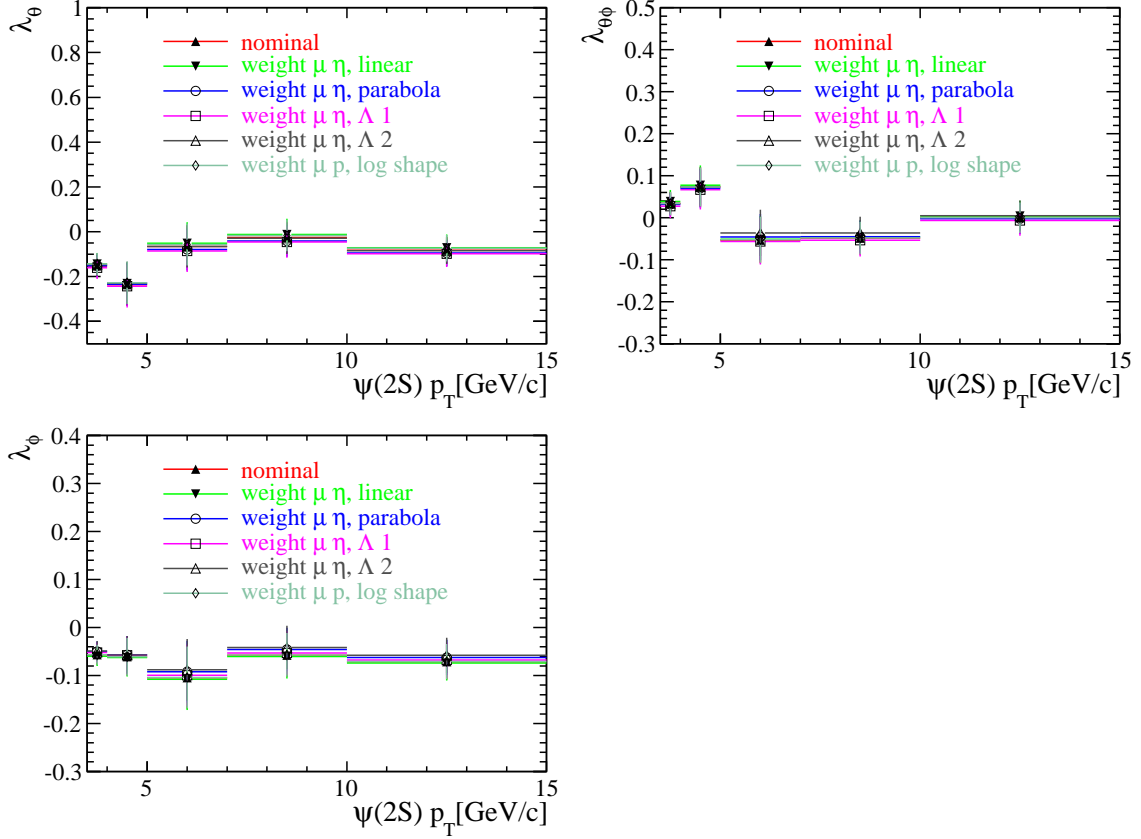 λθ
1
0.8
0.6
0.4
0.2
0
-0.2
-0.4
nominal
weight μ η, linear
weight μ η, parabola
weight μ η, Λ 1
weight μ η, Λ 2
weight μ p, log shape
5
10
15
ψ(2S) pT[GeV/c]
λθϕ
0.5
0.4
0.3
0.2
0.1
0
-0.1
-0.2
-0.3
nominal
weight μ η, linear
weight μ η, parabola
weight μ η, Λ 1
weight μ η, Λ 2
weight μ p, log shape
5
10
15
ψ(2S) pT[GeV/c]
λϕ
0.4
0.3
0.2
0.1
0
-0.1
-0.2
-0.3
nominal
weight μ η, linear
weight μ η, parabola
weight μ η, Λ 1
weight μ η, Λ 2
weight μ p, log shape
5
10
15
ψ(2S) pT[GeV/c]